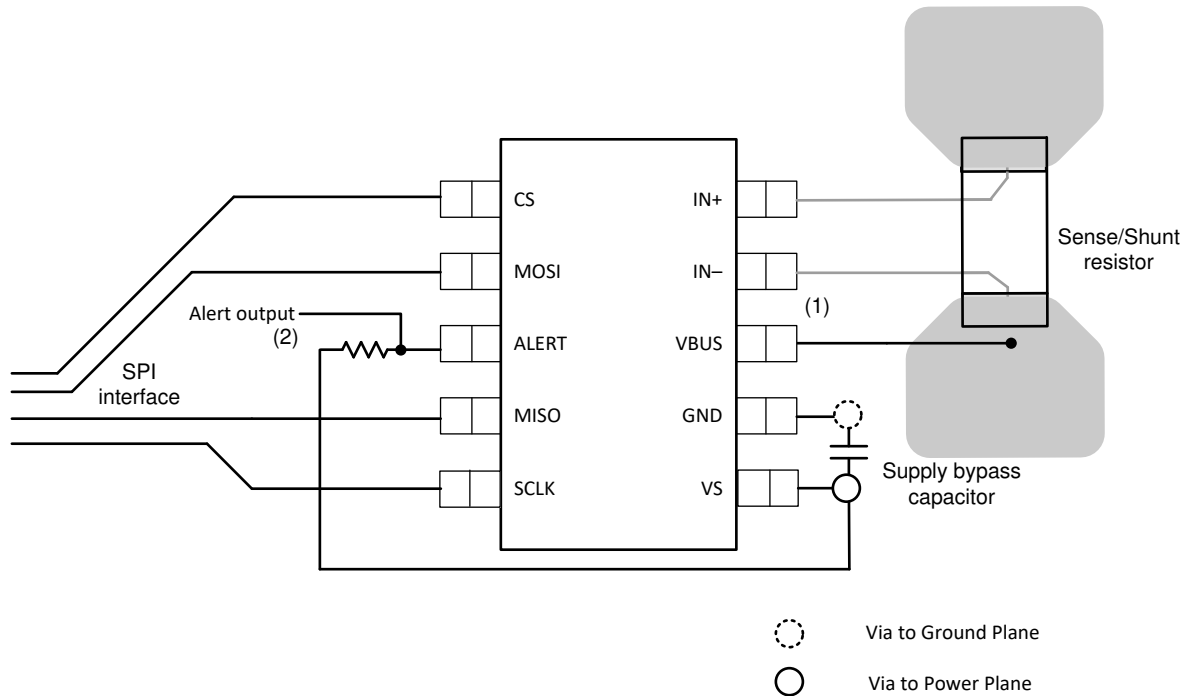 CS
IN+
MOSI
IN–
Sense/Shunt
resistor
Alert output
(2)
(1)
ALERT
VBUS
SPI
interface
MISO
GND
SCLK
VS
Supply bypass
capacitor
Via to Ground Plane
Via to Power Plane